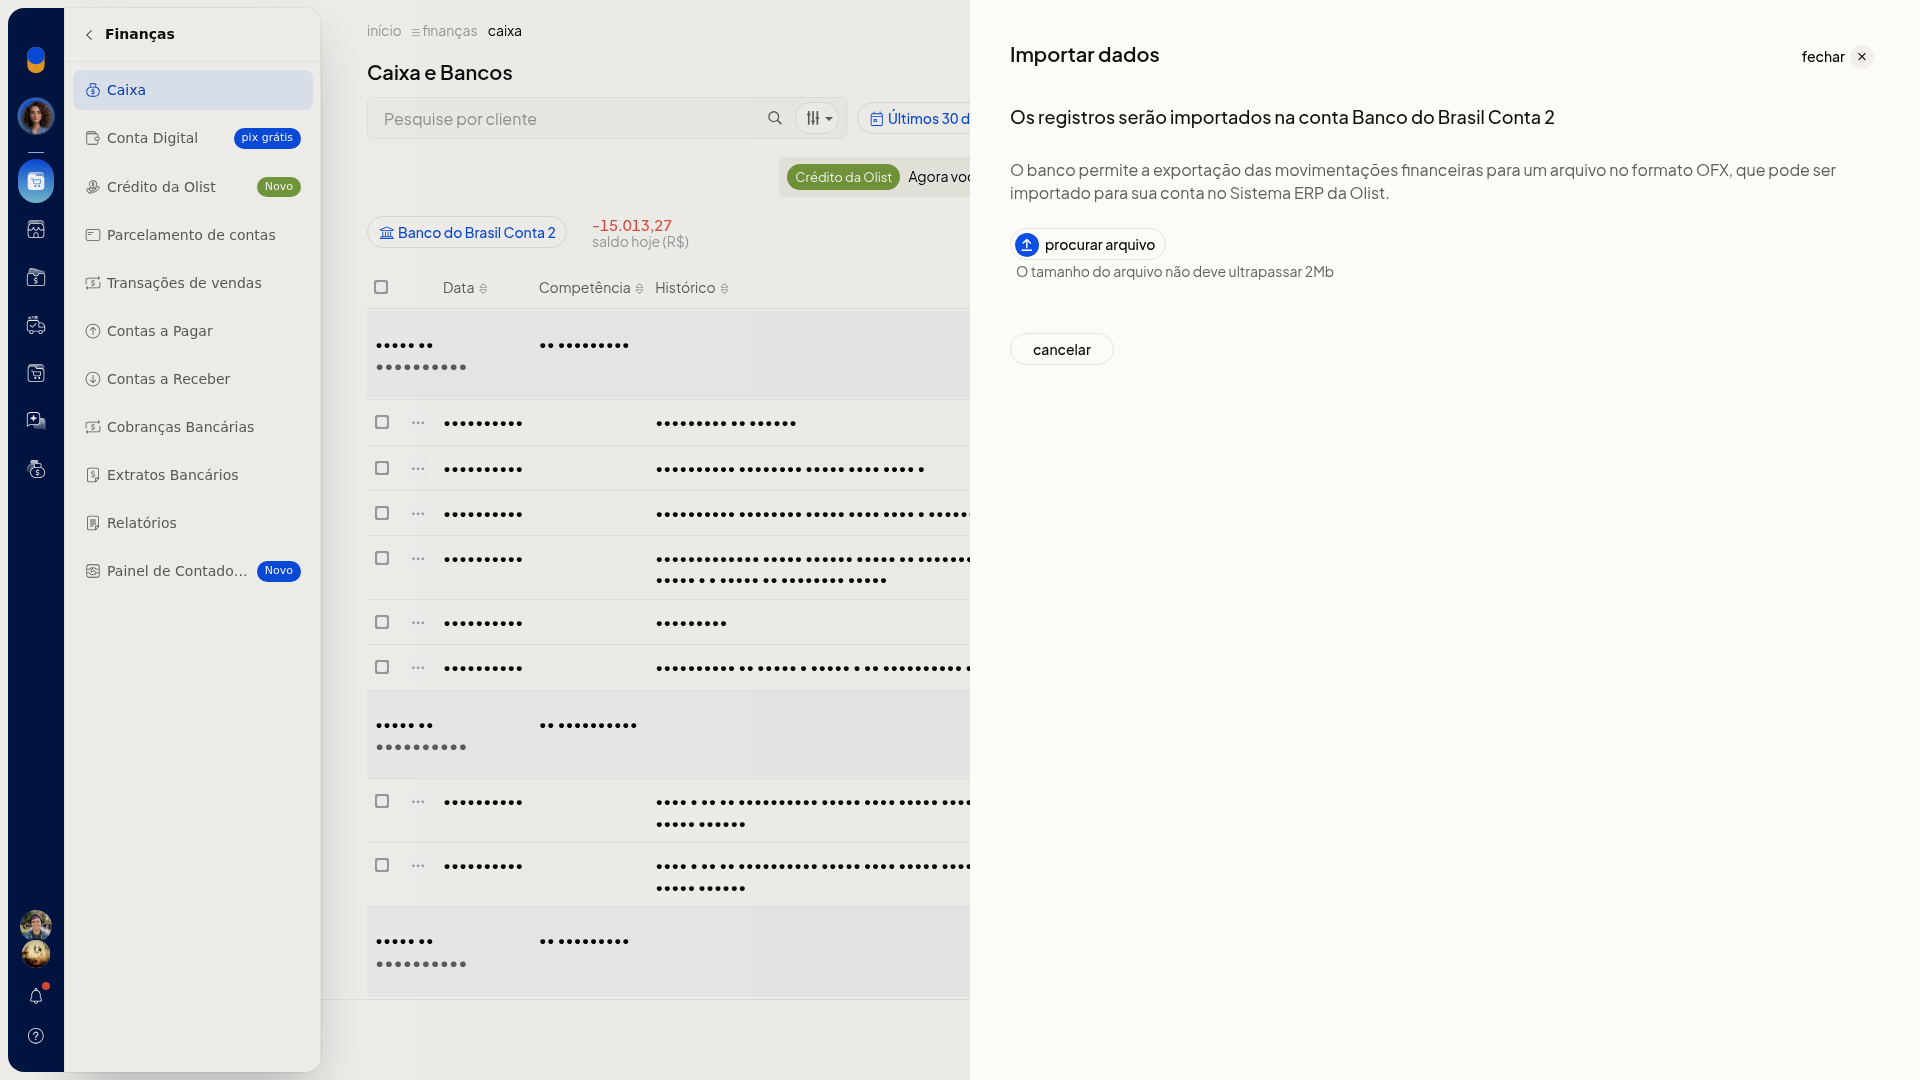 Finanças
Caixa
Conta Digital pix grátis
Crédito da Olist Novo
Parcelamento de contas
Transações de vendas
Contas a Pagar
Contas a Receber
Cobranças Bancárias
Extratos Bancários
Relatórios
Painel de Contado... Novo
início finanças caixa
Caixa e Bancos
Pesquise por cliente
Últimos 30 d
Crédito da Olist Agora voc
Banco do Brasil Conta 2
-15.013,27
saldo hoje (R$)
Data Competência Histórico
Importar dados
fechar
Os registros serão importados na conta Banco do Brasil Conta 2
O banco permite a exportação das movimentações financeiras para um arquivo no formato OFX, que pode ser
importado para sua conta no Sistema ERP da Olist.
procurar arquivo
O tamanho do arquivo não deve ultrapassar 2Mb
cancelar